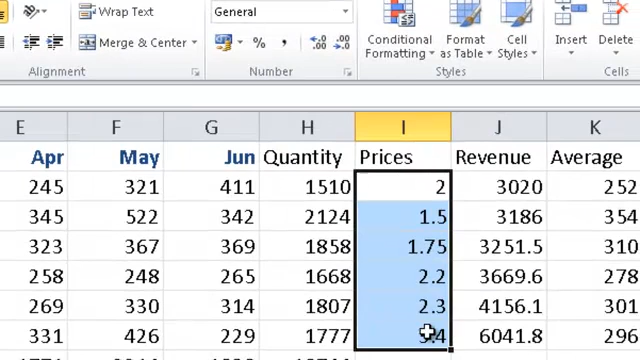 Wrap Text
General
Merge & Center
%
,
Conditional Formatting
Format as Table
Cell Styles
Insert
Delete
Alignment
Number
Styles
Cells
E F G H I J K
Apr May Jun Quantity Prices Revenue Average
245 321 411 1510 2 3020 252
345 522 342 2124 1.5 3186 354
323 367 369 1858 1.75 3251.5 310
258 248 265 1668 2.2 3669.6 278
269 330 314 1807 2.3 4156.1 301
331 426 229 1777 6041.8 296